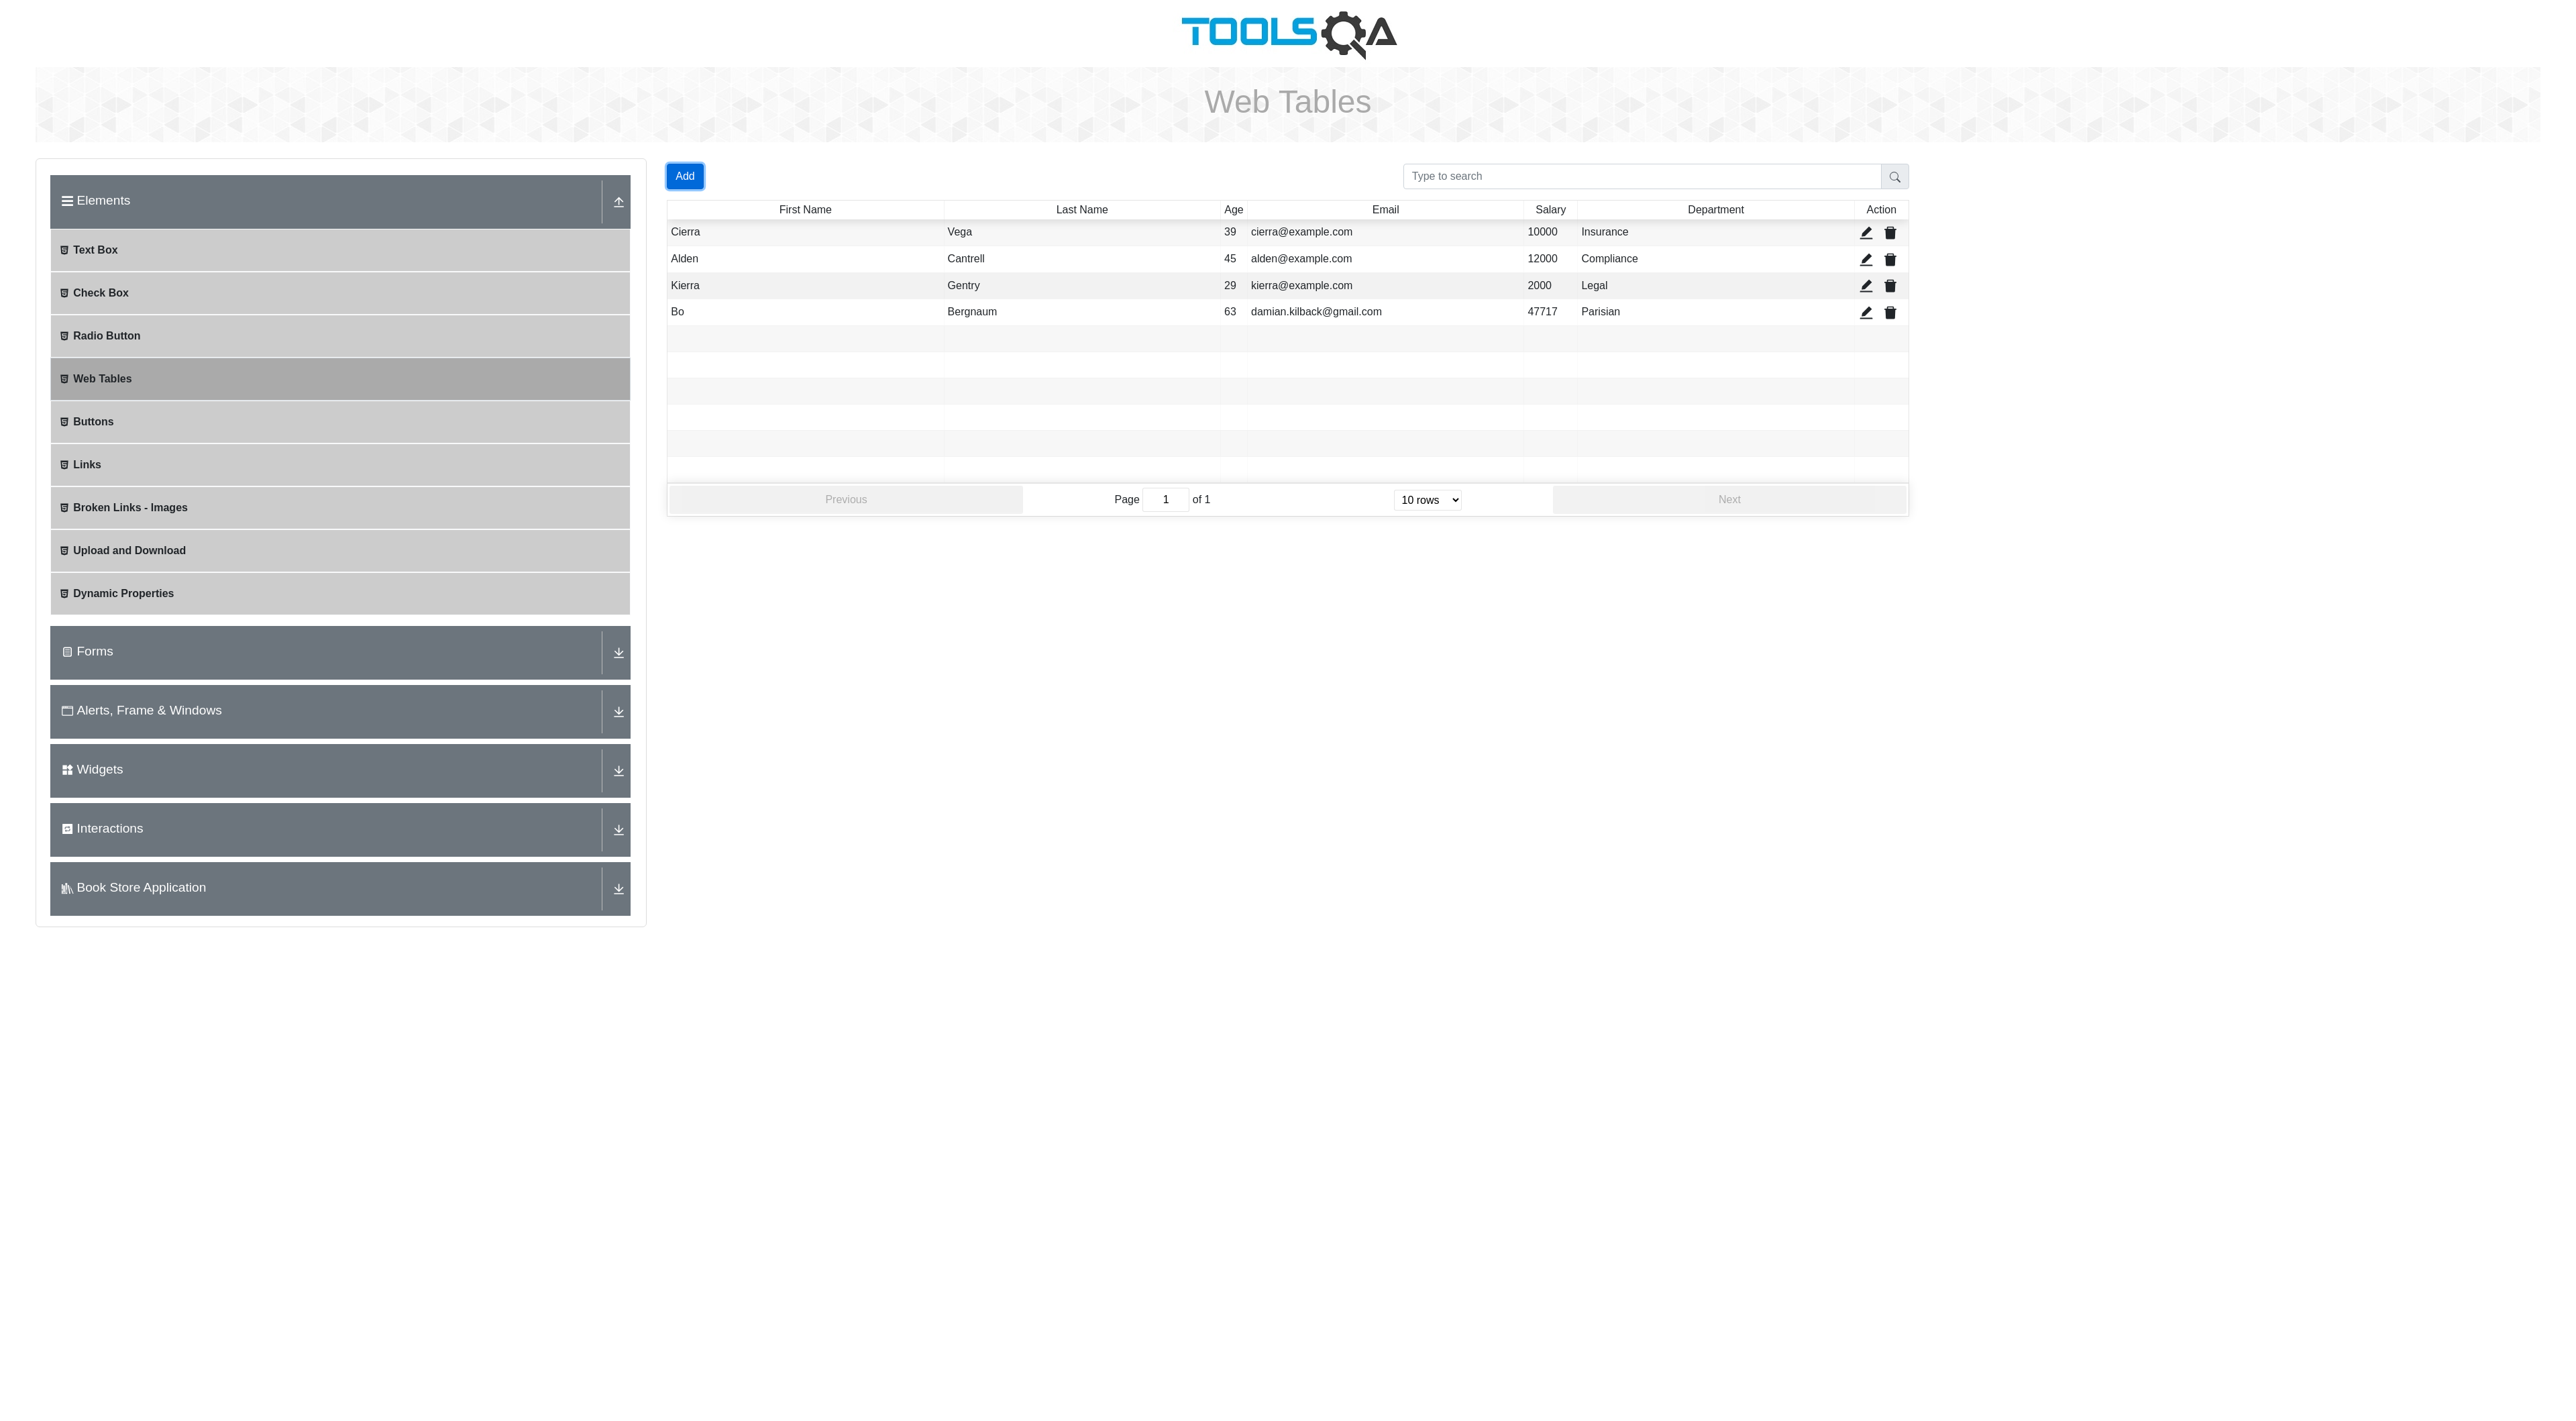 TOOLSQA
Web Tables
Elements
Text Box
Check Box
Radio Button
Web Tables
Buttons
Links
Broken Links - Images
Upload and Download
Dynamic Properties
Forms
Alerts, Frame & Windows
Widgets
Interactions
Book Store Application
Add
Type to search
First Name Last Name Age Email Salary Department Action
Cierra Vega 39 cierra@example.com 10000 Insurance
Alden Cantrell 45 alden@example.com 12000 Compliance
Kierra Gentry 29 kierra@example.com 2000 Legal
Bo Bergnaum 63 damian.kilback@gmail.com 47717 Parisian
Previous Page 1 of 1 10 rows Next